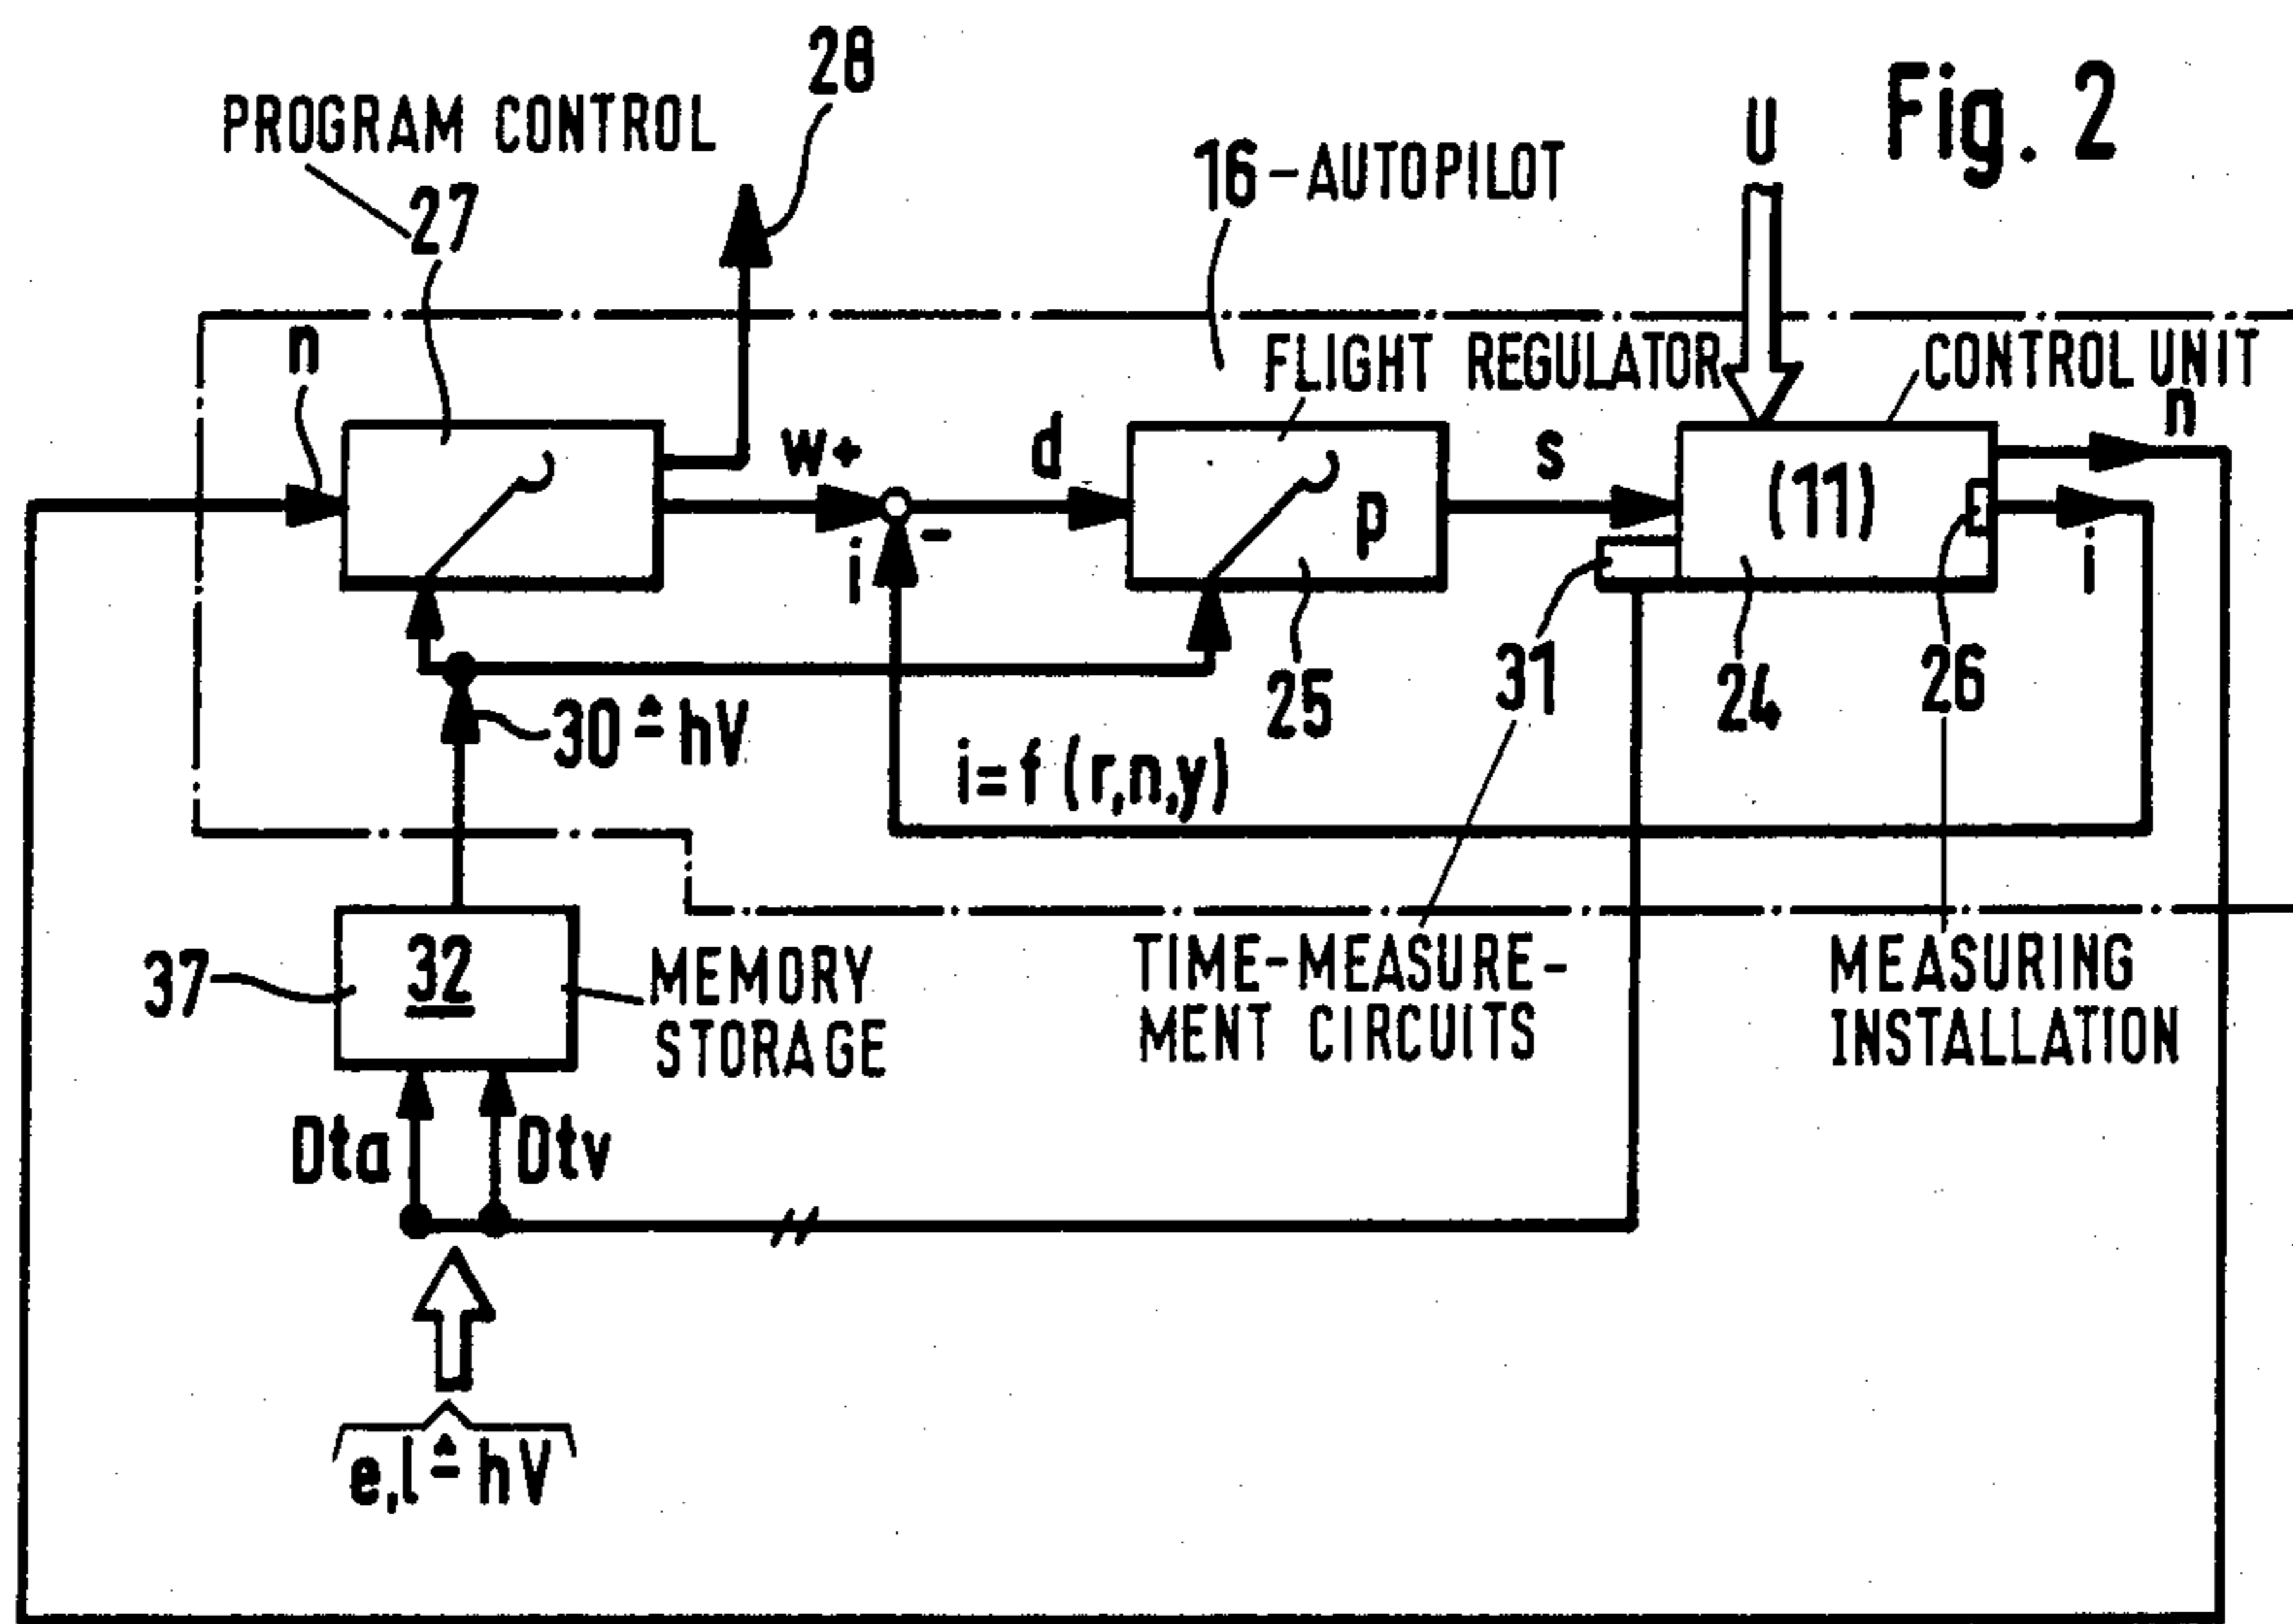 Fig. 2
28
PROGRAM CONTROL
27
16-AUTOPILOT
U
n
FLIGHT REGULATOR
CONTROL UNIT
w+
d
s
n
i
-
p
(11)
i
31
24
26
25
30≙hV
i=f(r,n,y)
37
32
MEMORY
STORAGE
TIME-MEASURE-
MENT CIRCUITS
MEASURING
INSTALLATION
Dta
Dtv
e,l≙hV